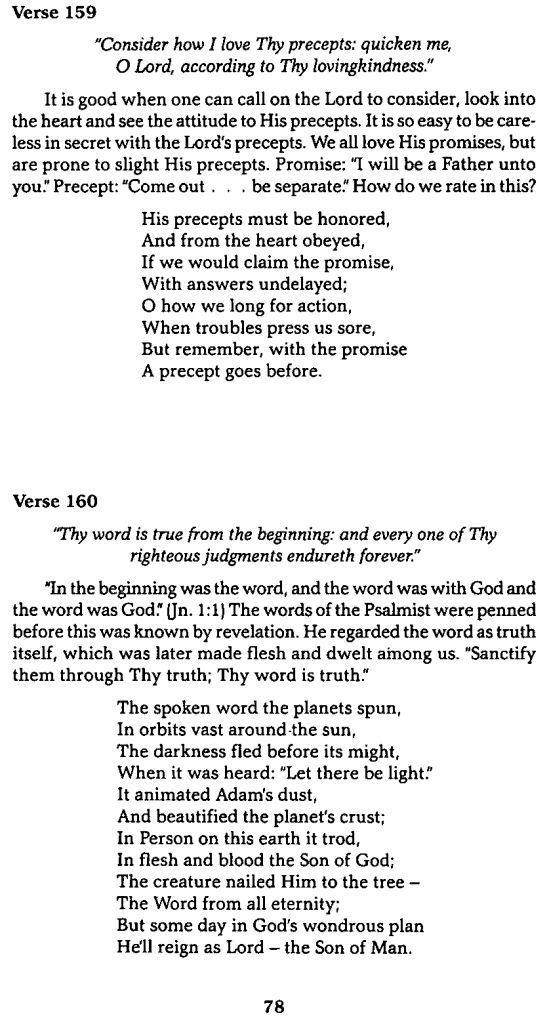 Verse 159
"Consider how I love Thy precepts: quicken me,
O Lord, according to Thy lovingkindness."
It is good when one can call on the Lord to consider, look into
the heart and see the attitude to His precepts. It is so easy to be care-
less in secret with the Lord's precepts. We all love His promises, but
are prone to slight His precepts. Promise: "I will be a Father unto
you." Precept: "Come out . . . be separate." How do we rate in this?
His precepts must be honored,
And from the heart obeyed,
If we would claim the promise,
With answers undelayed;
O how we long for action,
When troubles press us sore,
But remember, with the promise
A precept goes before.
Verse 160
"Thy word is true from the beginning: and every one of Thy
righteous judgments endureth forever."
"In the beginning was the word, and the word was with God and
the word was God." (Jn. 1:1) The words of the Psalmist were penned
before this was known by revelation. He regarded the word as truth
itself, which was later made flesh and dwelt among us. "Sanctify
them through Thy truth; Thy word is truth."
The spoken word the planets spun,
In orbits vast around the sun,
The darkness fled before its might,
When it was heard: "Let there be light."
It animated Adam's dust,
And beautified the planet's crust;
In Person on this earth it trod,
In flesh and blood the Son of God;
The creature nailed Him to the tree –
The Word from all eternity;
But some day in God's wondrous plan
He'll reign as Lord – the Son of Man.
78